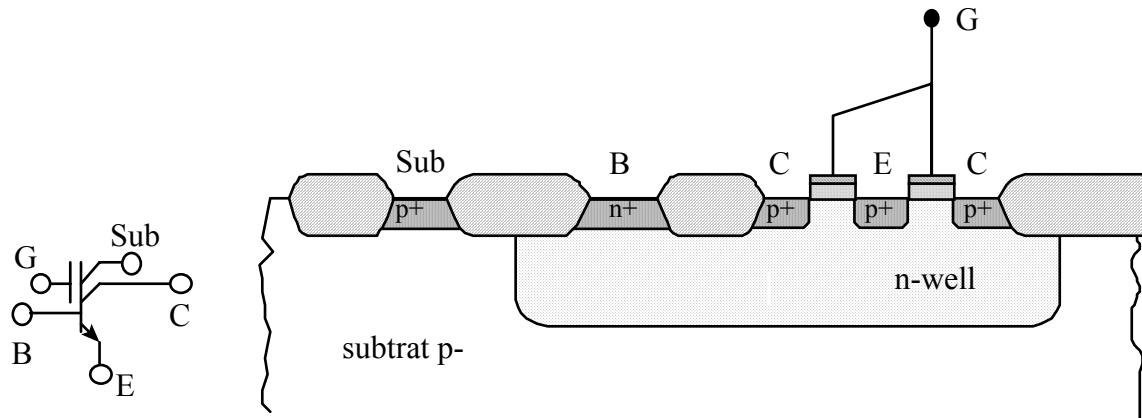 G
Sub B C E C
p+ n+ p+ p+ p+
Sub
G
C
B
E
n-well
subtrat p-